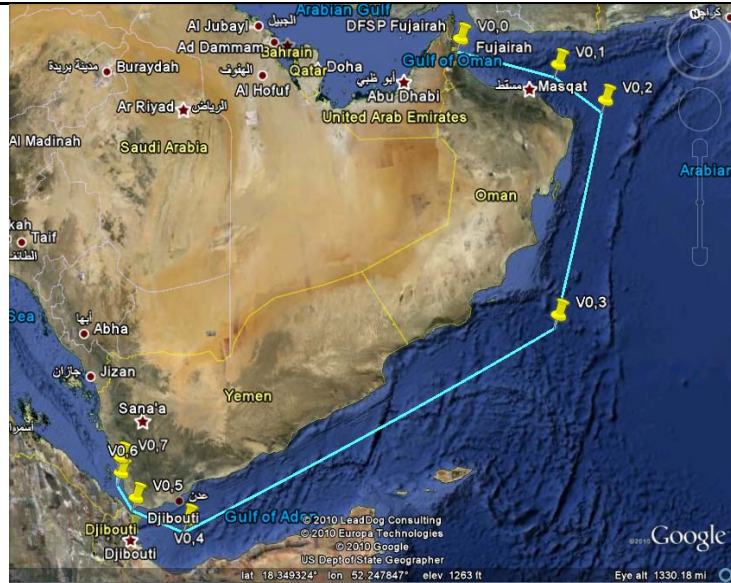 Arabian Gulf
كراچي
Al Jubayl الجبيل
DFSP Fujairah
V0,0
Ad Dammam
Bahrain
Fujairah
V0,1
مدينة بريدة Buraydah
الهفوف
Qatar Doha
Gulf of Oman
Al Hofuf
أبو ظبي
Abu Dhabi
مسقط Masqat
V0,2
Ar Riyad الرياض
United Arab Emirates
Al Madinah
Saudi Arabia
Arabian
Oman
kah
Taif
الطائف
V0,3
Sea
أبها
Abha
جازان Jizan
Yemen
Sana'a
V0,7
V0,6
V0,5
عدن
Djibouti
Djibouti
Gulf of Aden
V0,4
Djibouti
© 2010 LeadDog Consulting
© 2010 Europa Technologies
© 2010 Google
US Dept of State Geographer
©2010 Google
lat 18.349324° lon 52.247847° elev 1263 ft
Eye alt 1330.18 mi